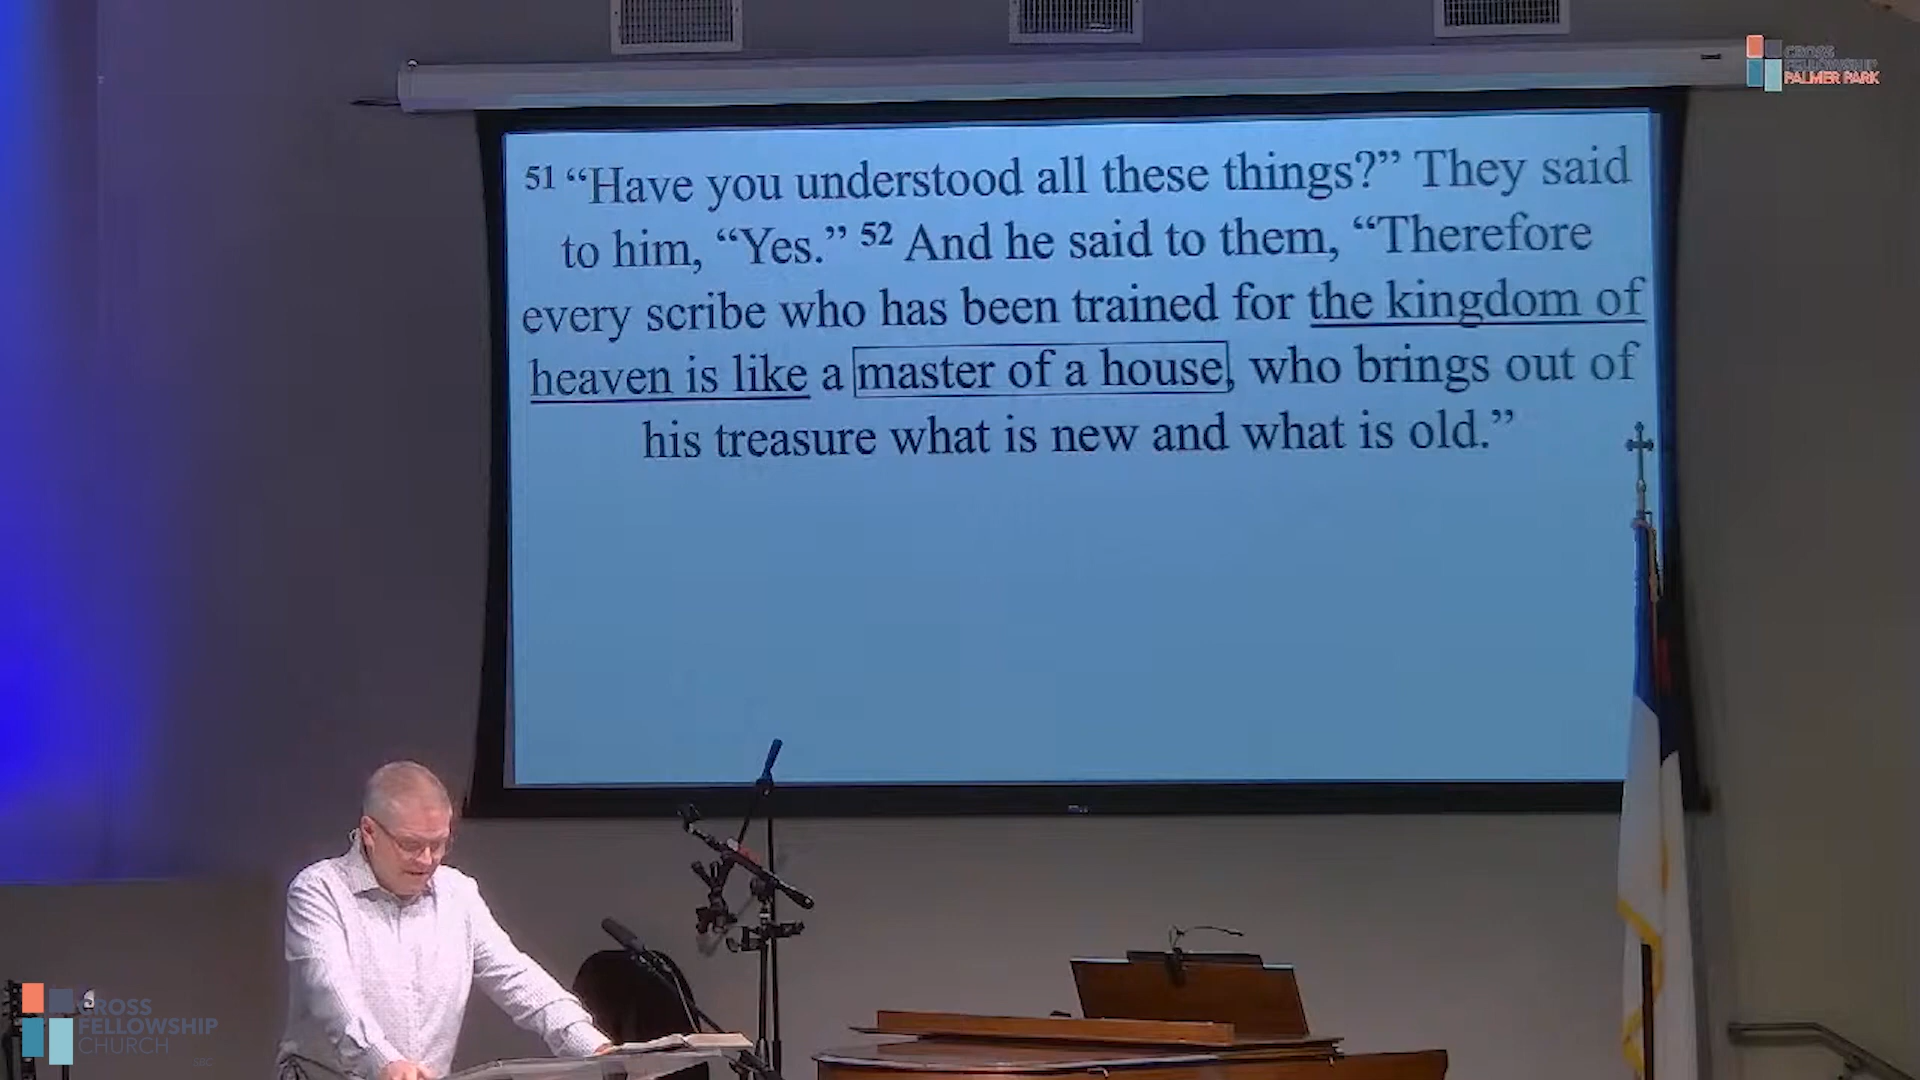 CROSS
FELLOWSHIP
PALMER PARK
51 “Have you understood all these things?” They said
to him, “Yes.” 52 And he said to them, “Therefore
every scribe who has been trained for the kingdom of
heaven is like a master of a house, who brings out of
his treasure what is new and what is old.”
CROSS
FELLOWSHIP
CHURCH